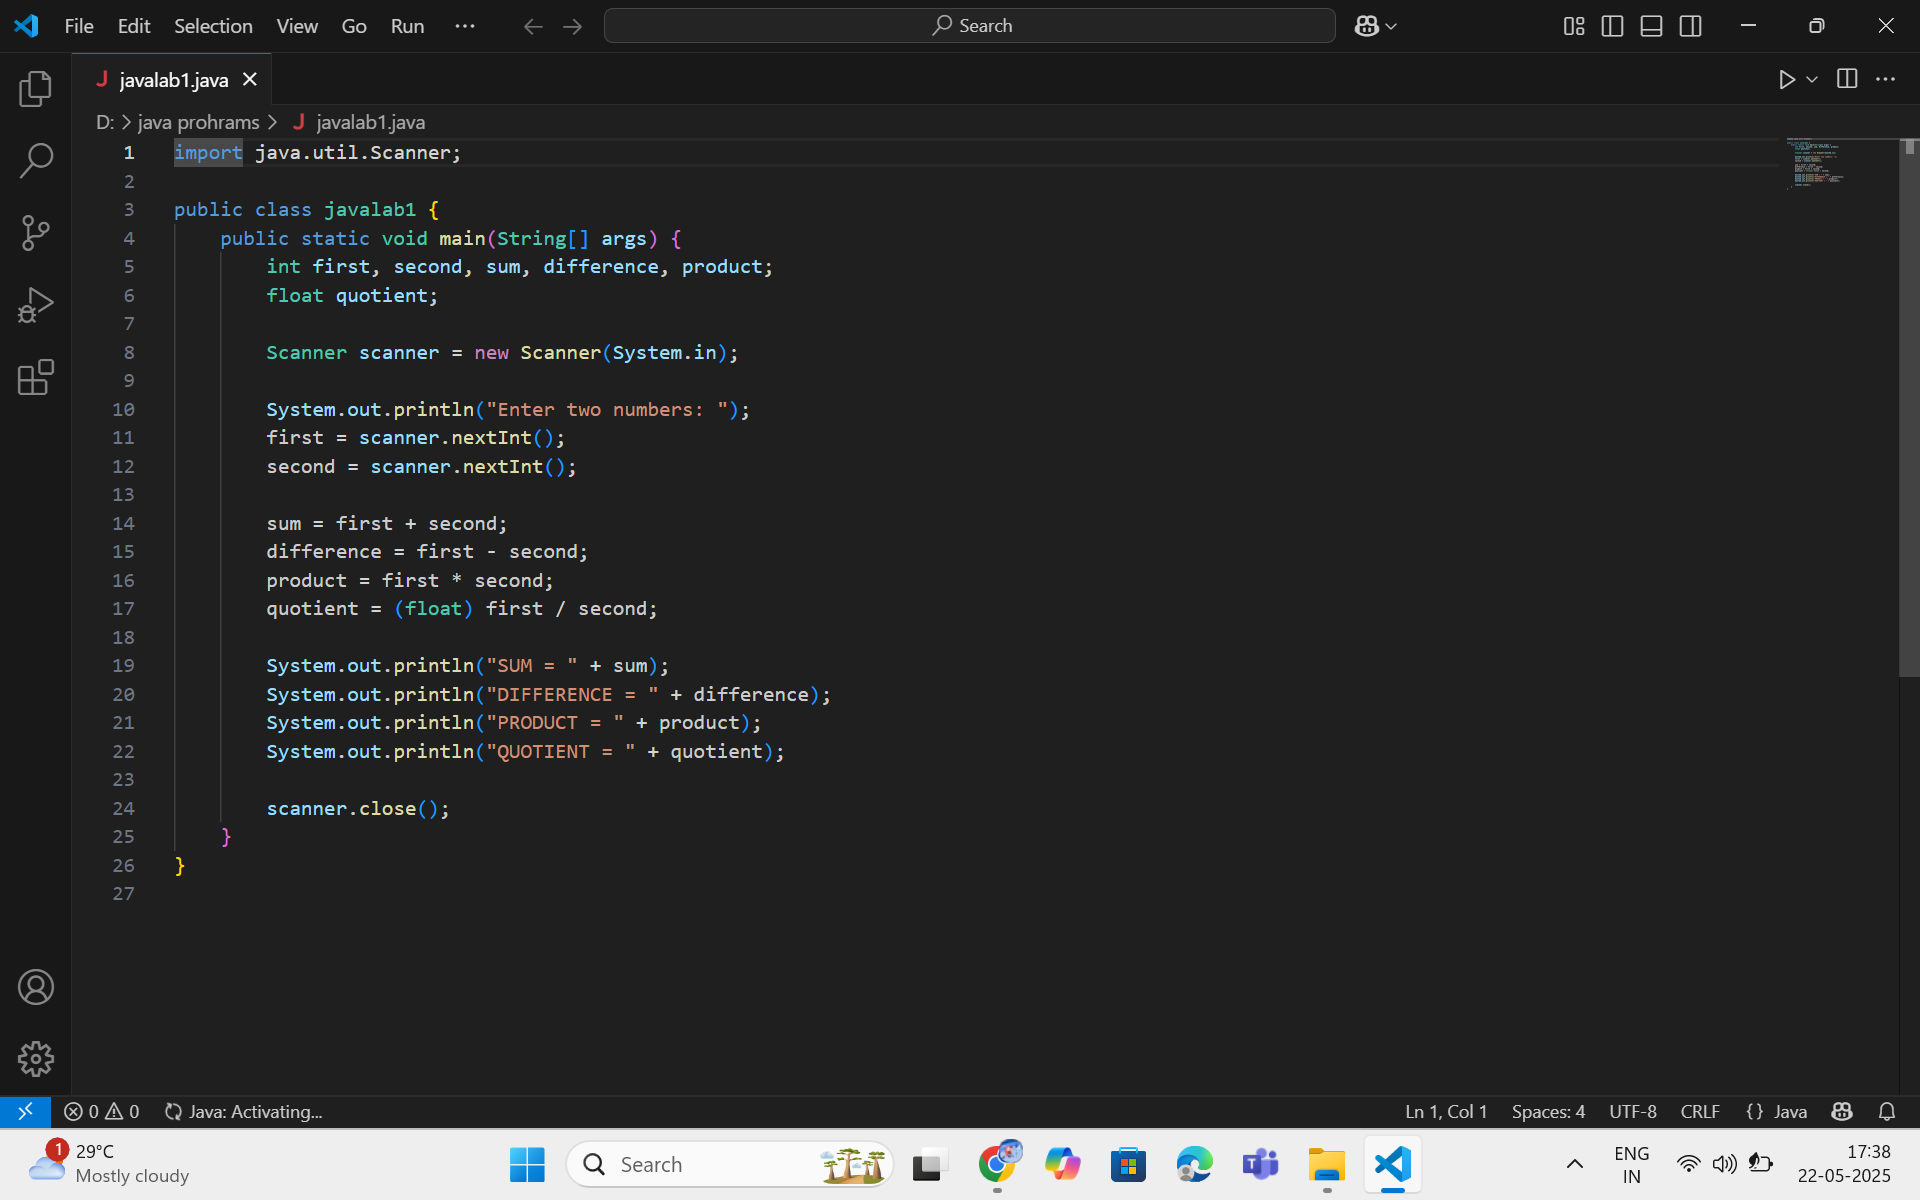 File Edit Selection View Go Run ... Search
javalab1.java
D: > java prohrams > J javalab1.java
1 import java.util.Scanner;
2
3 public class javalab1 {
4 public static void main(String[] args) {
5 int first, second, sum, difference, product;
6 float quotient;
7
8 Scanner scanner = new Scanner(System.in);
9
10 System.out.println("Enter two numbers: ");
11 first = scanner.nextInt();
12 second = scanner.nextInt();
13
14 sum = first + second;
15 difference = first - second;
16 product = first * second;
17 quotient = (float) first / second;
18
19 System.out.println("SUM = " + sum);
20 System.out.println("DIFFERENCE = " + difference);
21 System.out.println("PRODUCT = " + product);
22 System.out.println("QUOTIENT = " + quotient);
23
24 scanner.close();
25 }
26 }
27
0 0 Java: Activating... Ln 1, Col 1 Spaces: 4 UTF-8 CRLF {} Java
1 29°C
Mostly cloudy
Search
ENG
IN
17:38
22-05-2025